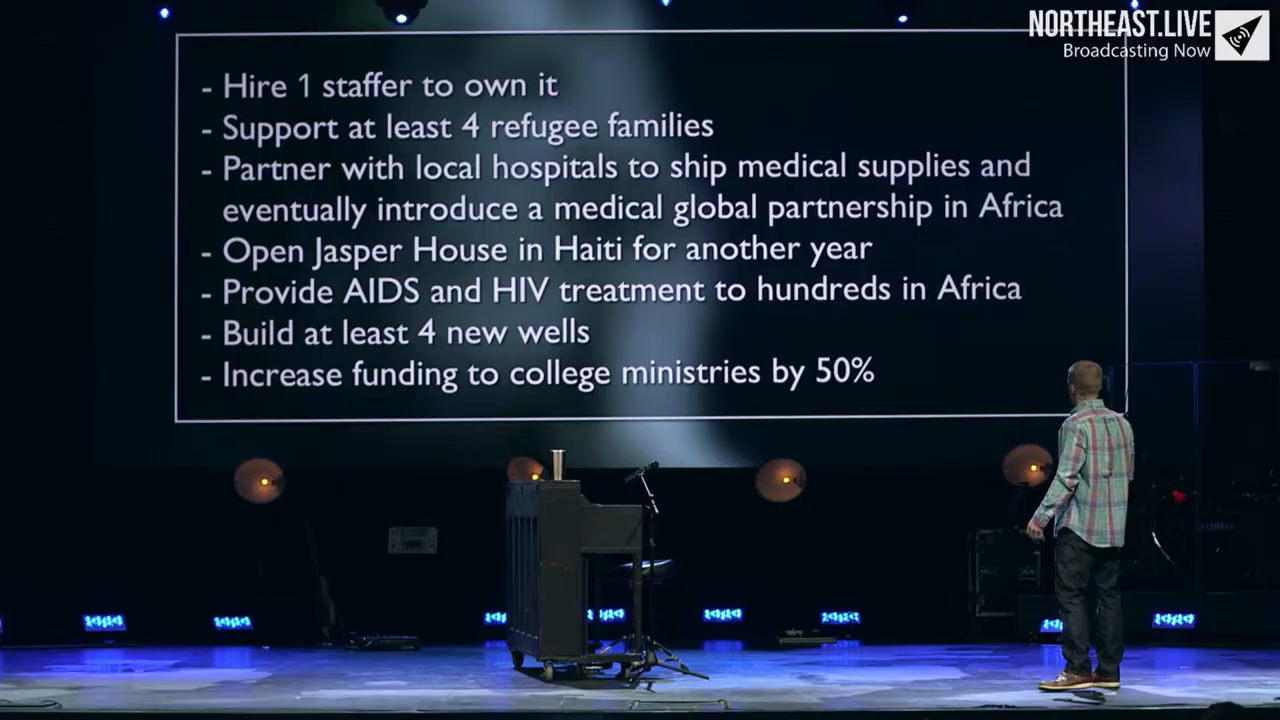 NORTHEAST.LIVE
Broadcasting Now
- Hire 1 staffer to own it
- Support at least 4 refugee families
- Partner with local hospitals to ship medical supplies and
eventually introduce a medical global partnership in Africa
- Open Jasper House in Haiti for another year
- Provide AIDS and HIV treatment to hundreds in Africa
- Build at least 4 new wells
- Increase funding to college ministries by 50%
YAMAHA